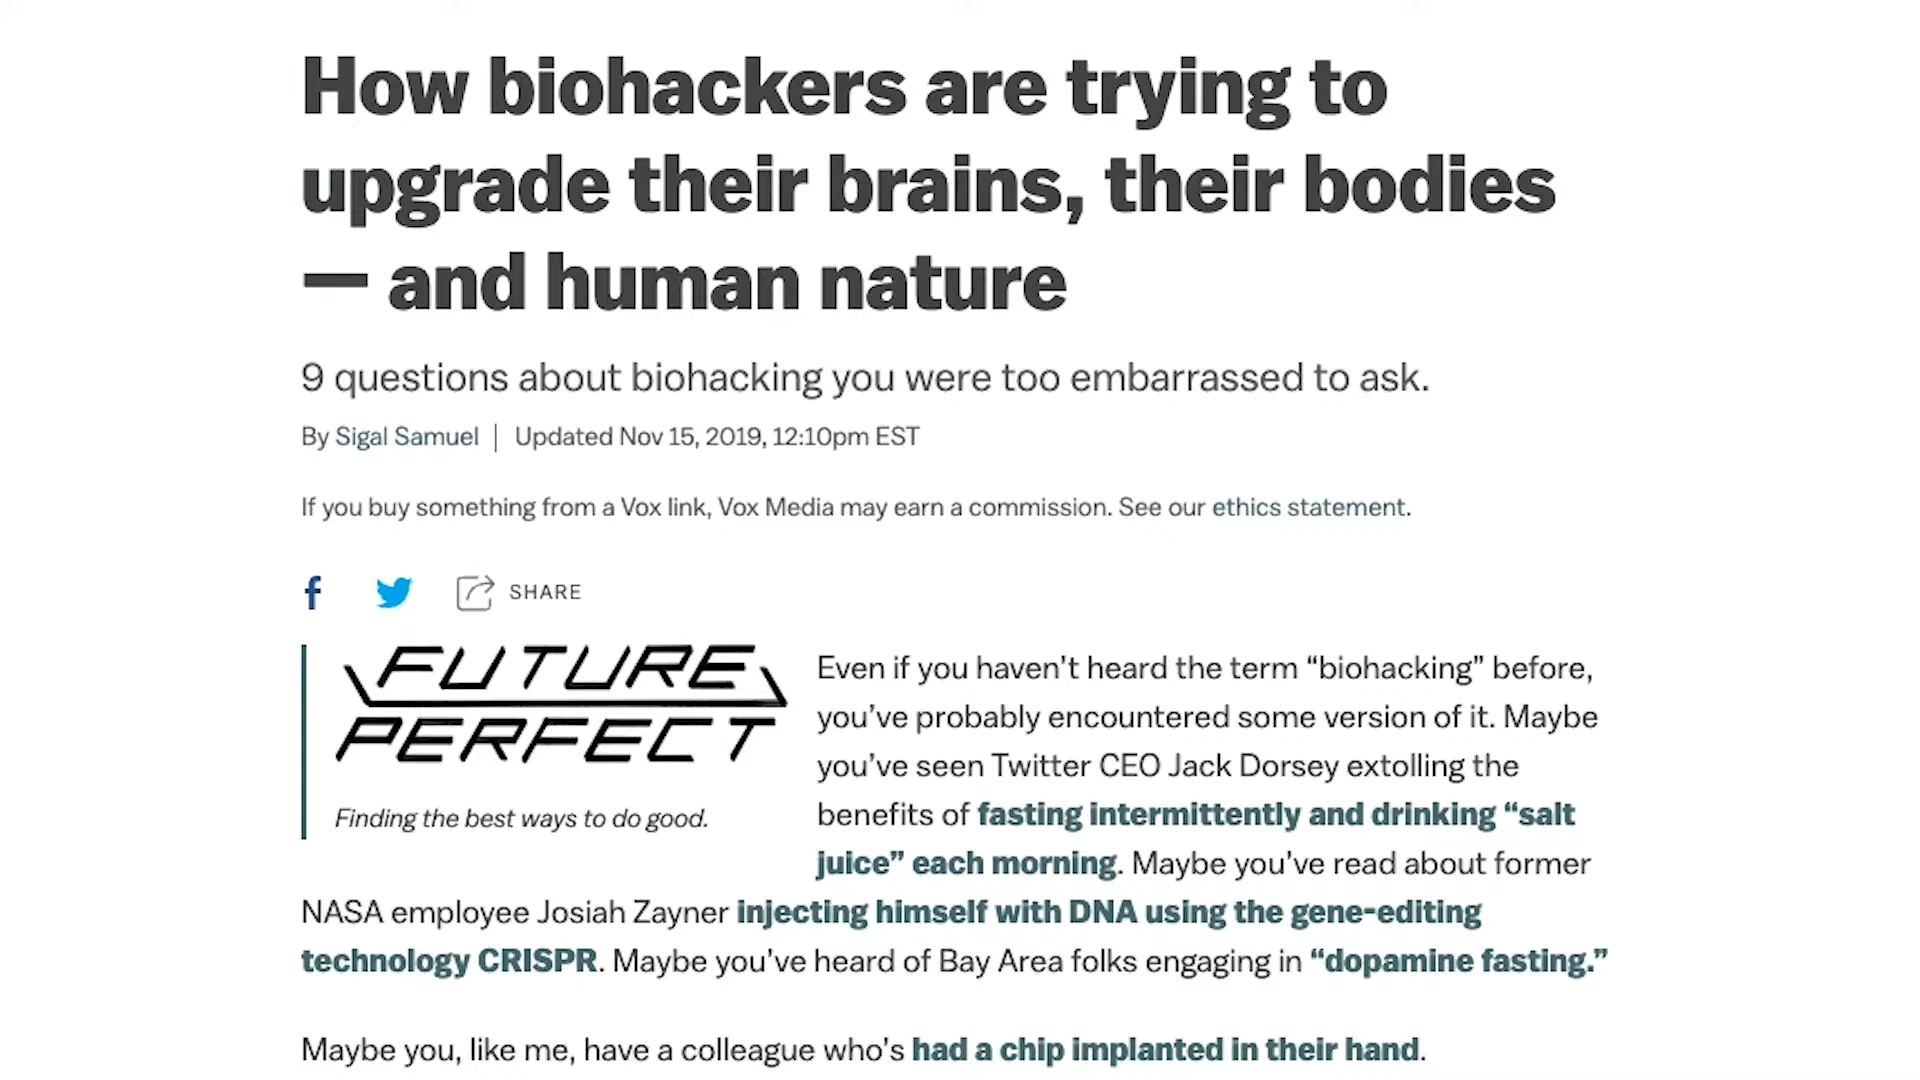 How biohackers are trying to
upgrade their brains, their bodies
— and human nature
9 questions about biohacking you were too embarrassed to ask.
By Sigal Samuel | Updated Nov 15, 2019, 12:10pm EST
If you buy something from a Vox link, Vox Media may earn a commission. See our ethics statement.
f SHARE
FUTURE
PERFECT
Finding the best ways to do good.
Even if you haven’t heard the term “biohacking” before,
you’ve probably encountered some version of it. Maybe
you’ve seen Twitter CEO Jack Dorsey extolling the
benefits of fasting intermittently and drinking “salt
juice” each morning. Maybe you’ve read about former
NASA employee Josiah Zayner injecting himself with DNA using the gene-editing
technology CRISPR. Maybe you’ve heard of Bay Area folks engaging in “dopamine fasting.”
Maybe you, like me, have a colleague who’s had a chip implanted in their hand.